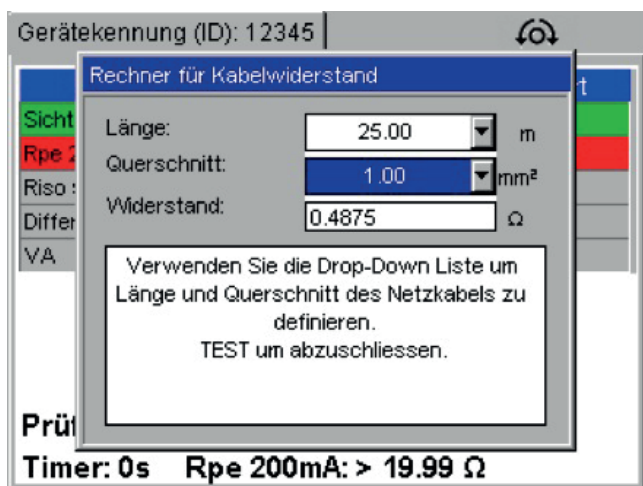 Gerätekennung (ID): 12345
Rechner für Kabelwiderstand
t
Sicht
Rpe 2
Riso
Differ
VA
Länge: 25.00 m
Querschnitt: 1.00 mm²
Widerstand: 0.4875 Ω
Verwenden Sie die Drop-Down Liste um
Länge und Querschnitt des Netzkabels zu
definieren.
TEST um abzuschliessen.
Prüf
Timer: 0s Rpe 200mA: > 19.99 Ω